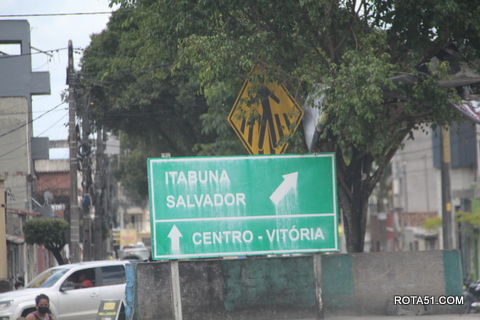 ITABUNA
SALVADOR
CENTRO - VITÓRIA
ROTA51.COM